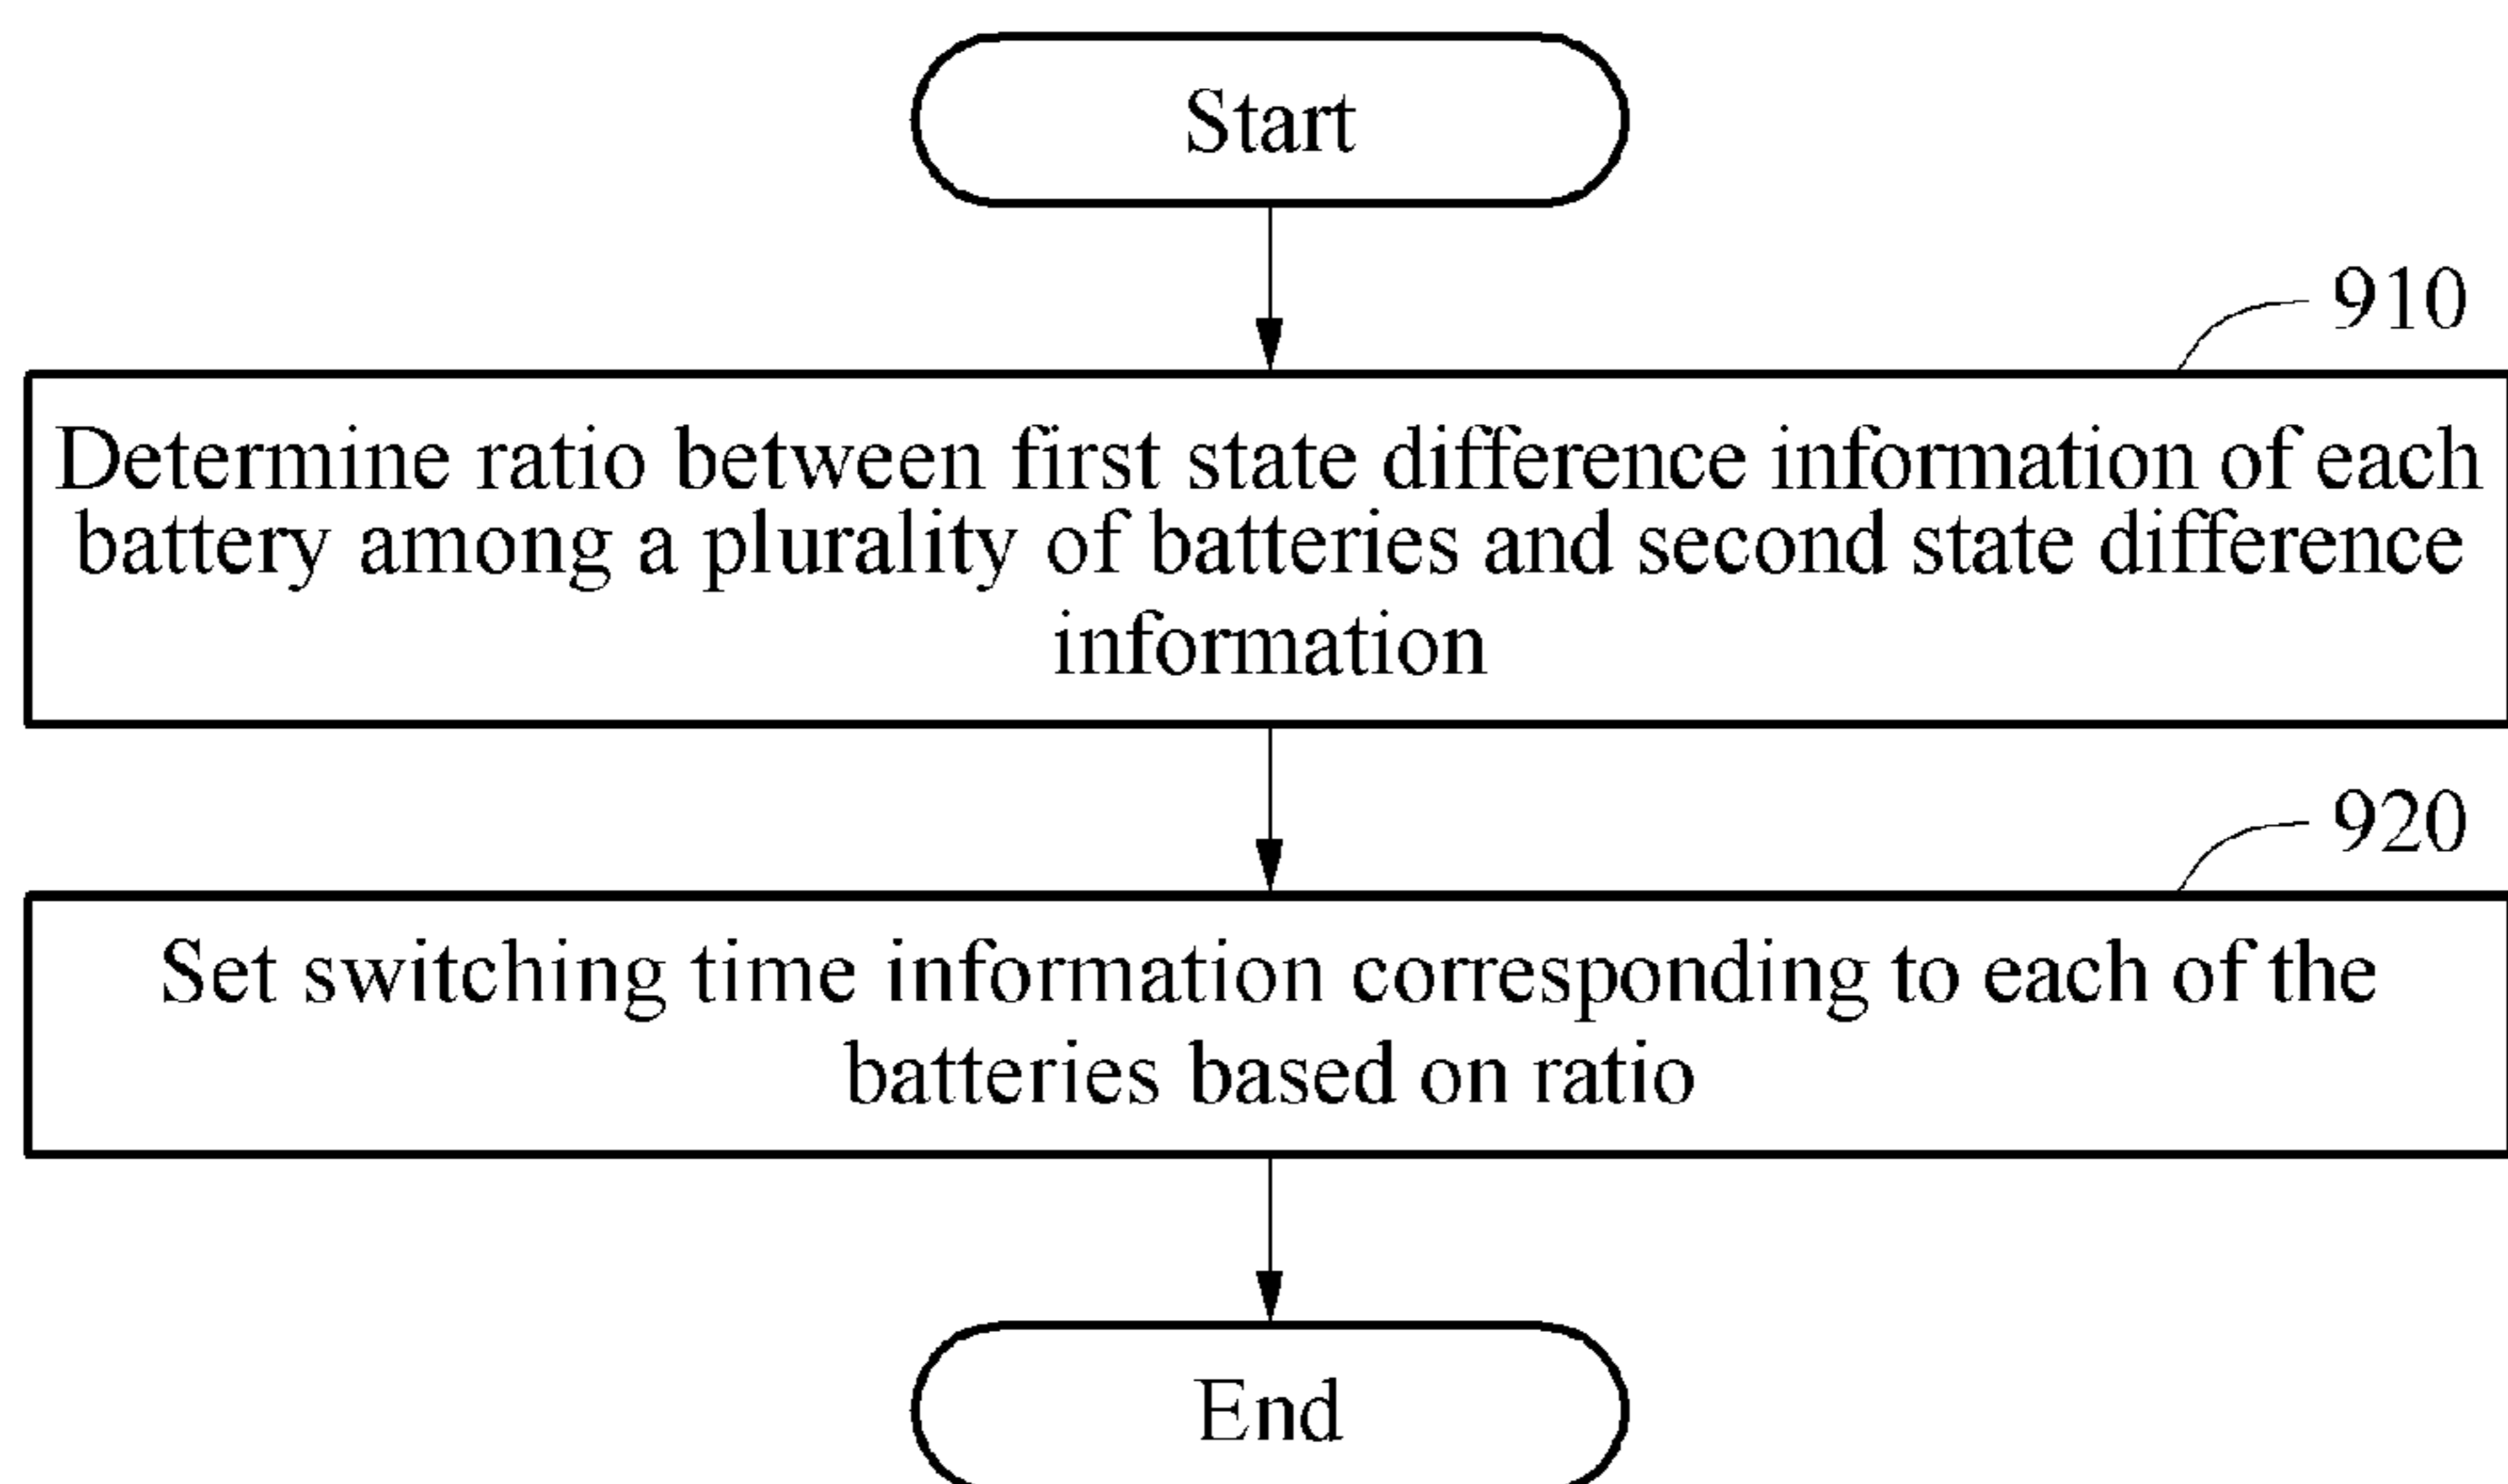 Start
910
Determine ratio between first state difference information of each
battery among a plurality of batteries and second state difference
information
920
Set switching time information corresponding to each of the
batteries based on ratio
End